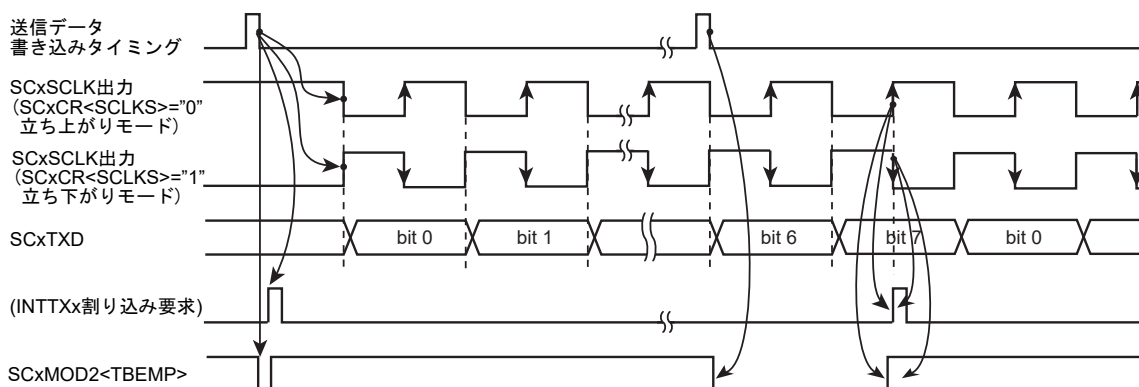 送信データ
書き込みタイミング
SCxSCLK出力
(SCxCR<SCLKS>="0"
立ち上がりモード)
SCxSCLK出力
(SCxCR<SCLKS>="1"
立ち下がりモード)
SCxTXD
bit 0
bit 1
bit 6
bit 7
bit 0
(INTTXx割り込み要求)
SCxMOD2<TBEMP>